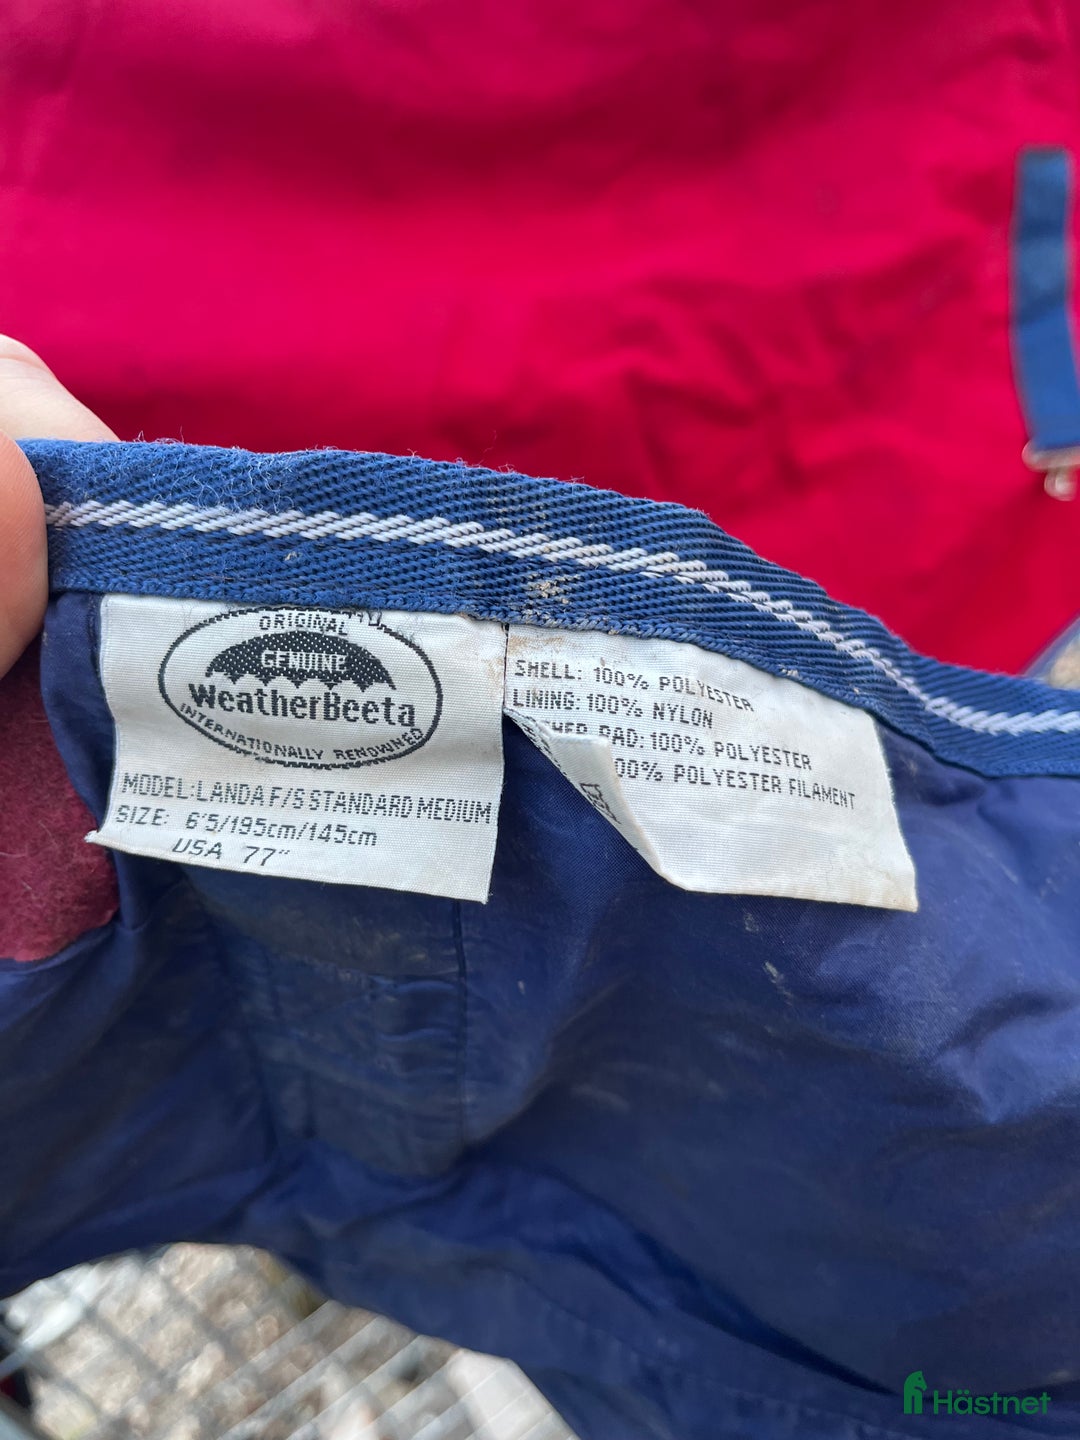 ORIGINAL
GENUINE
WeatherBeeta
INTERNATIONALLY RENOWNED
MODEL:LANDA F/S STANDARD MEDIUM
SIZE: 6'5/195cm/145cm
USA 77"
SHELL: 100% POLYESTER
LINING: 100% NYLON
PAD: 100% POLYESTER
POLYESTER FILAMENT
Hästnet